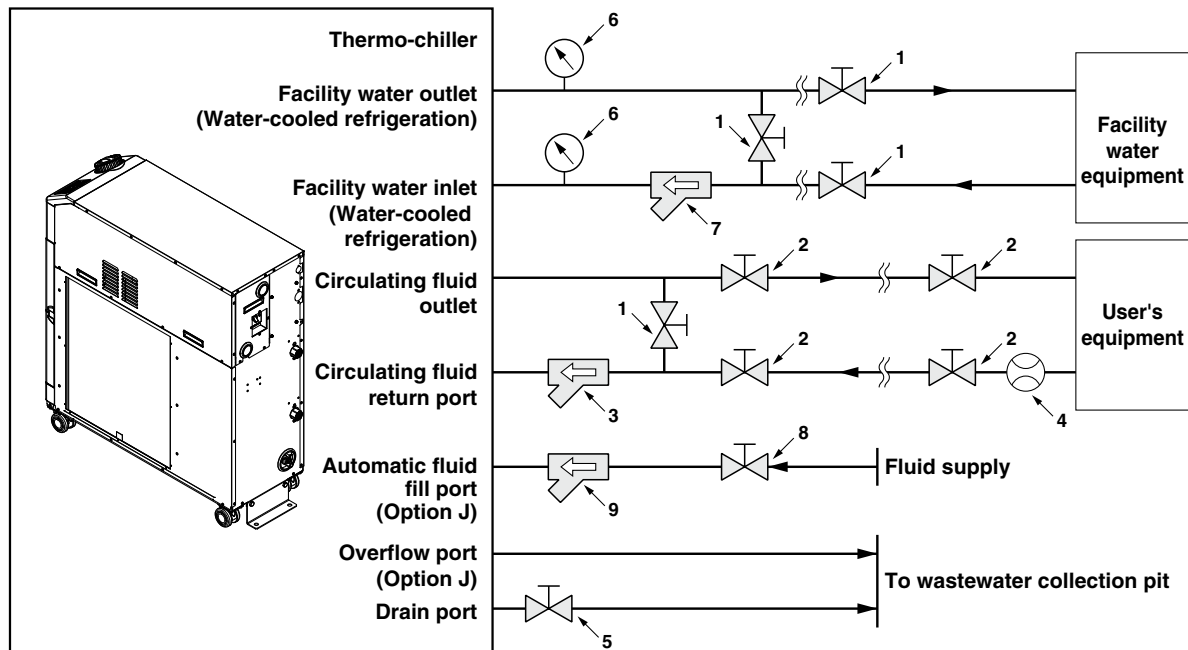 Thermo-chiller
Facility water outlet
(Water-cooled refrigeration)
Facility water inlet
(Water-cooled
refrigeration)
Circulating fluid
outlet
Circulating fluid
return port
Automatic fluid
fill port
(Option J)
Overflow port
(Option J)
Drain port
6
1
6
1
1
7
2
2
1
2
2
3
4
8
9
5
Facility
water
equipment
User's
equipment
Fluid supply
To wastewater collection pit